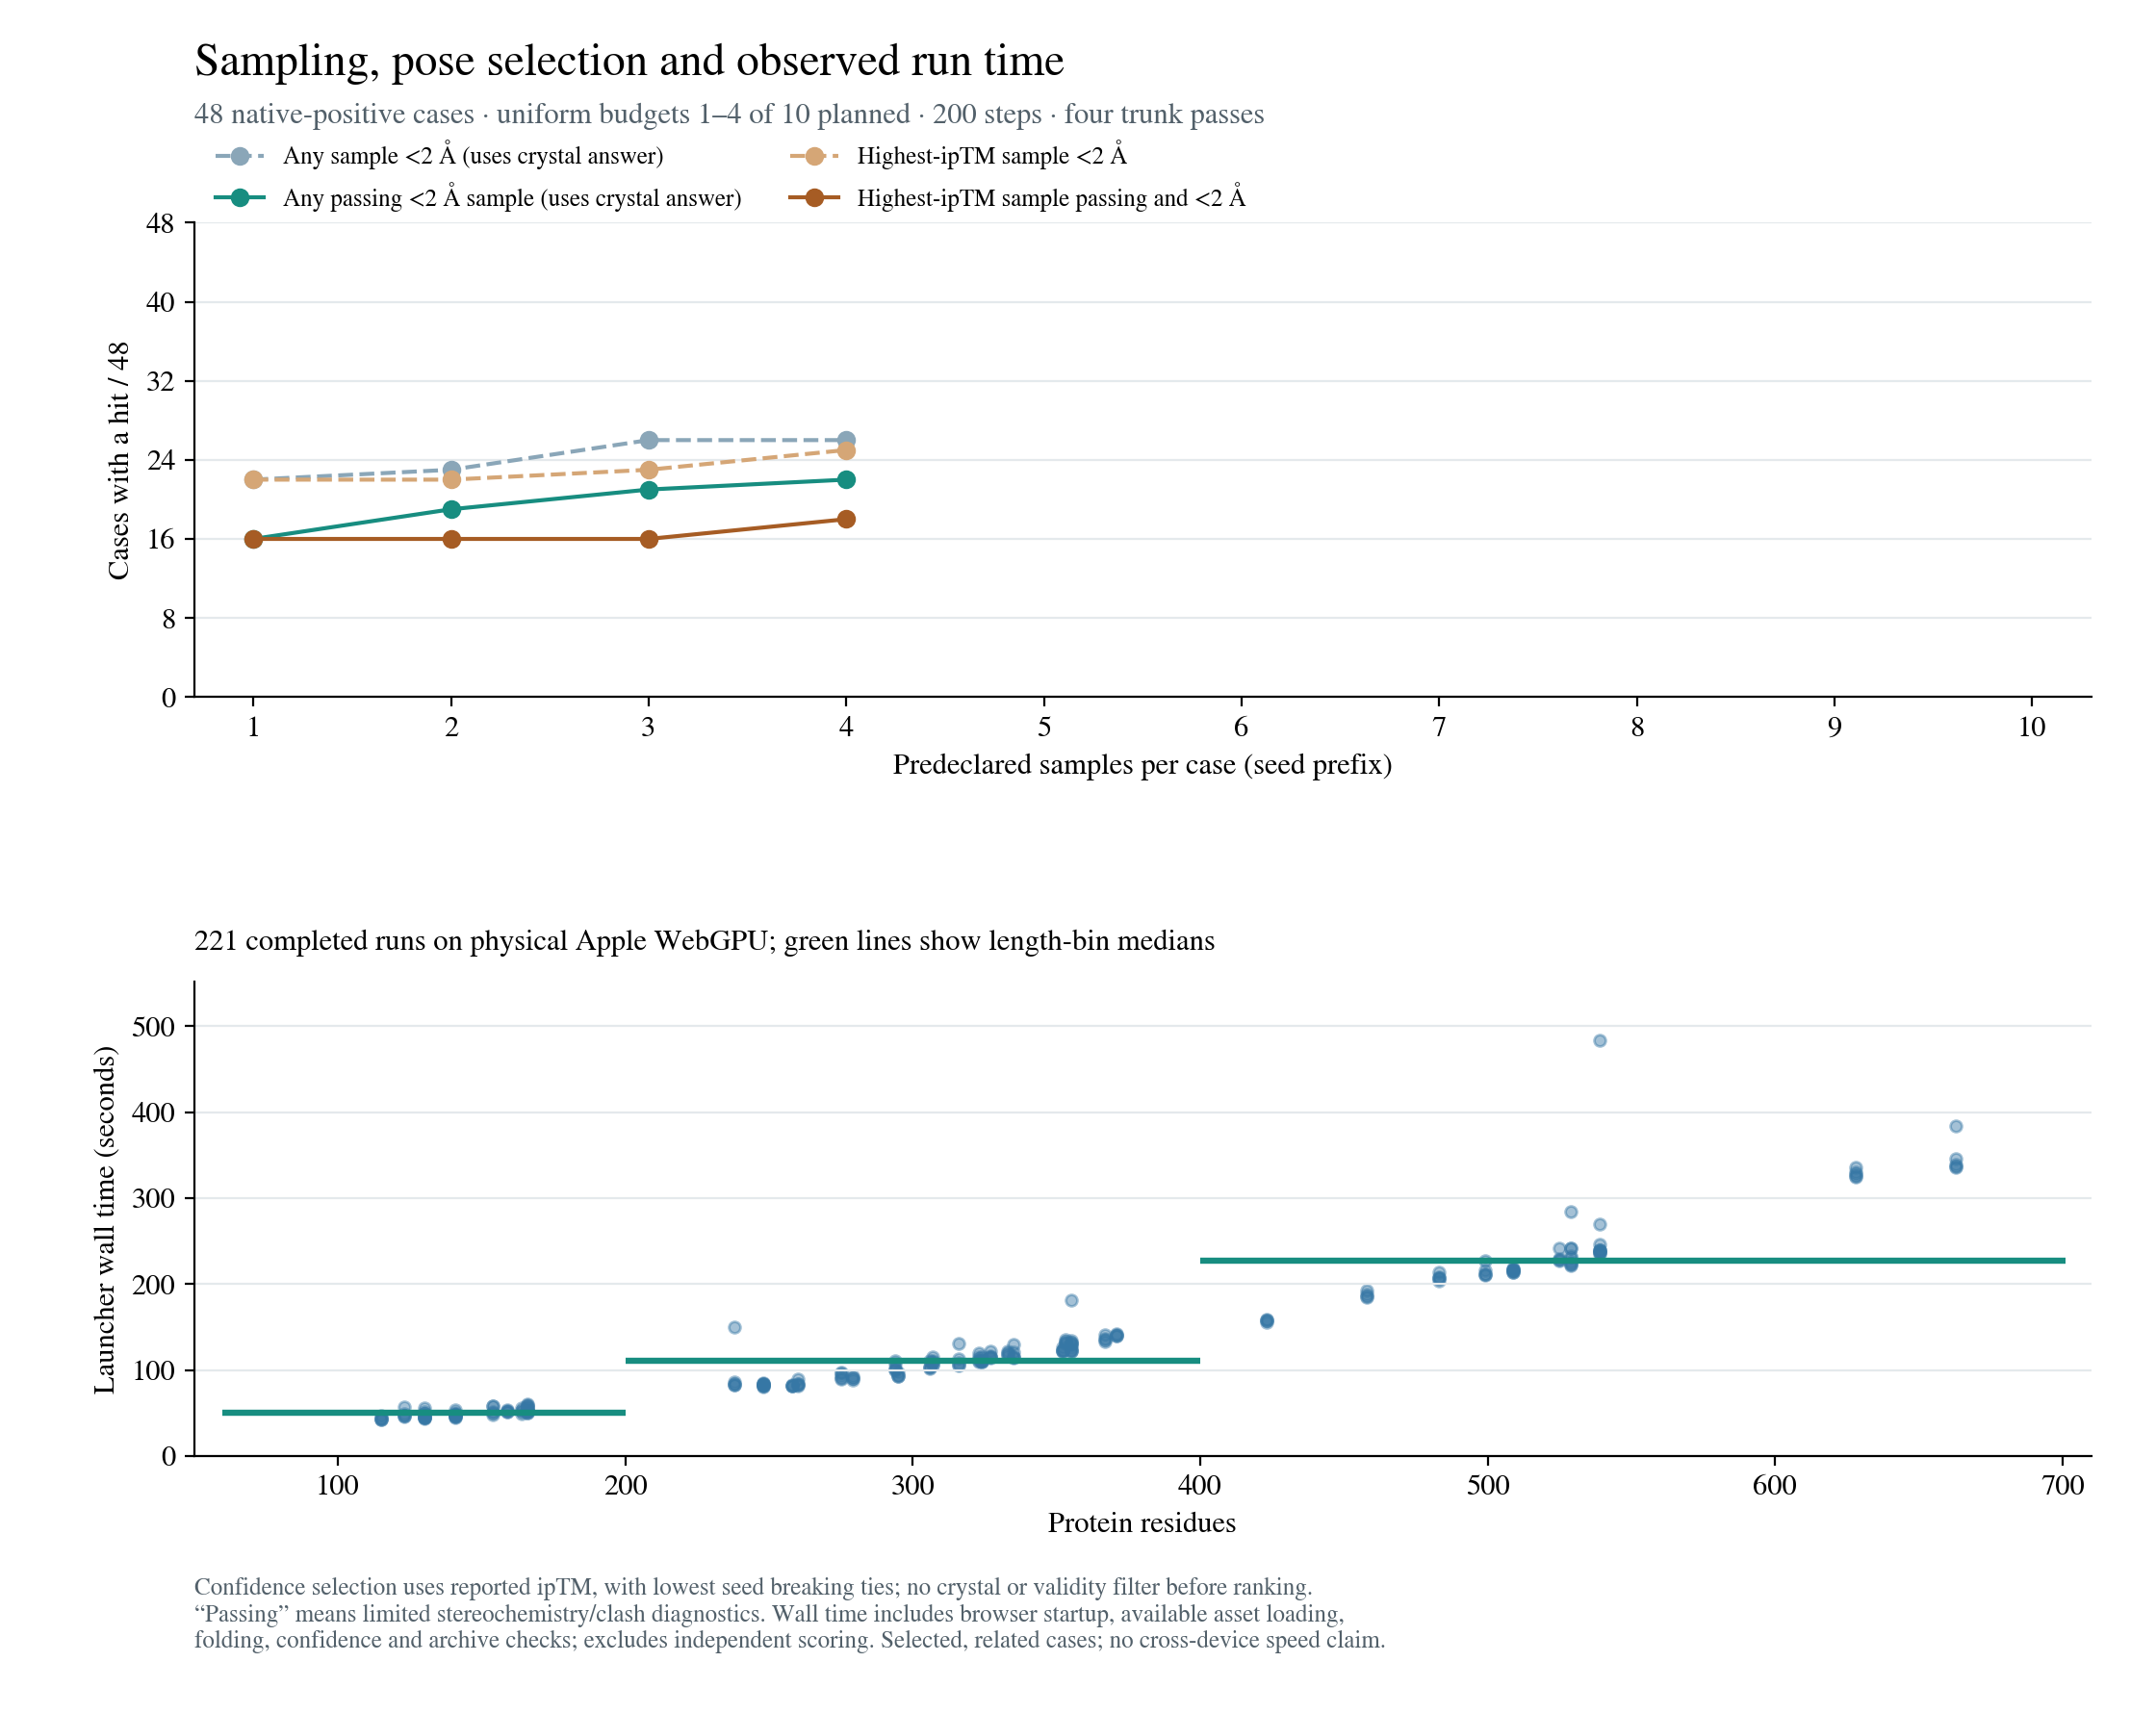 Sampling, pose selection and observed run time
48 native-positive cases · uniform budgets 1–4 of 10 planned · 200 steps · four trunk passes
Any sample <2 Å (uses crystal answer)
Highest-ipTM sample <2 Å
Any passing <2 Å sample (uses crystal answer)
Highest-ipTM sample passing and <2 Å
48
40
32
24
16
8
0
Cases with a hit / 48
1 2 3 4 5 6 7 8 9 10
Predeclared samples per case (seed prefix)
221 completed runs on physical Apple WebGPU; green lines show length-bin medians
500
400
300
200
100
0
Launcher wall time (seconds)
100 200 300 400 500 600 700
Protein residues
Confidence selection uses reported ipTM, with lowest seed breaking ties; no crystal or validity filter before ranking.
“Passing” means limited stereochemistry/clash diagnostics. Wall time includes browser startup, available asset loading,
folding, confidence and archive checks; excludes independent scoring. Selected, related cases; no cross-device speed claim.